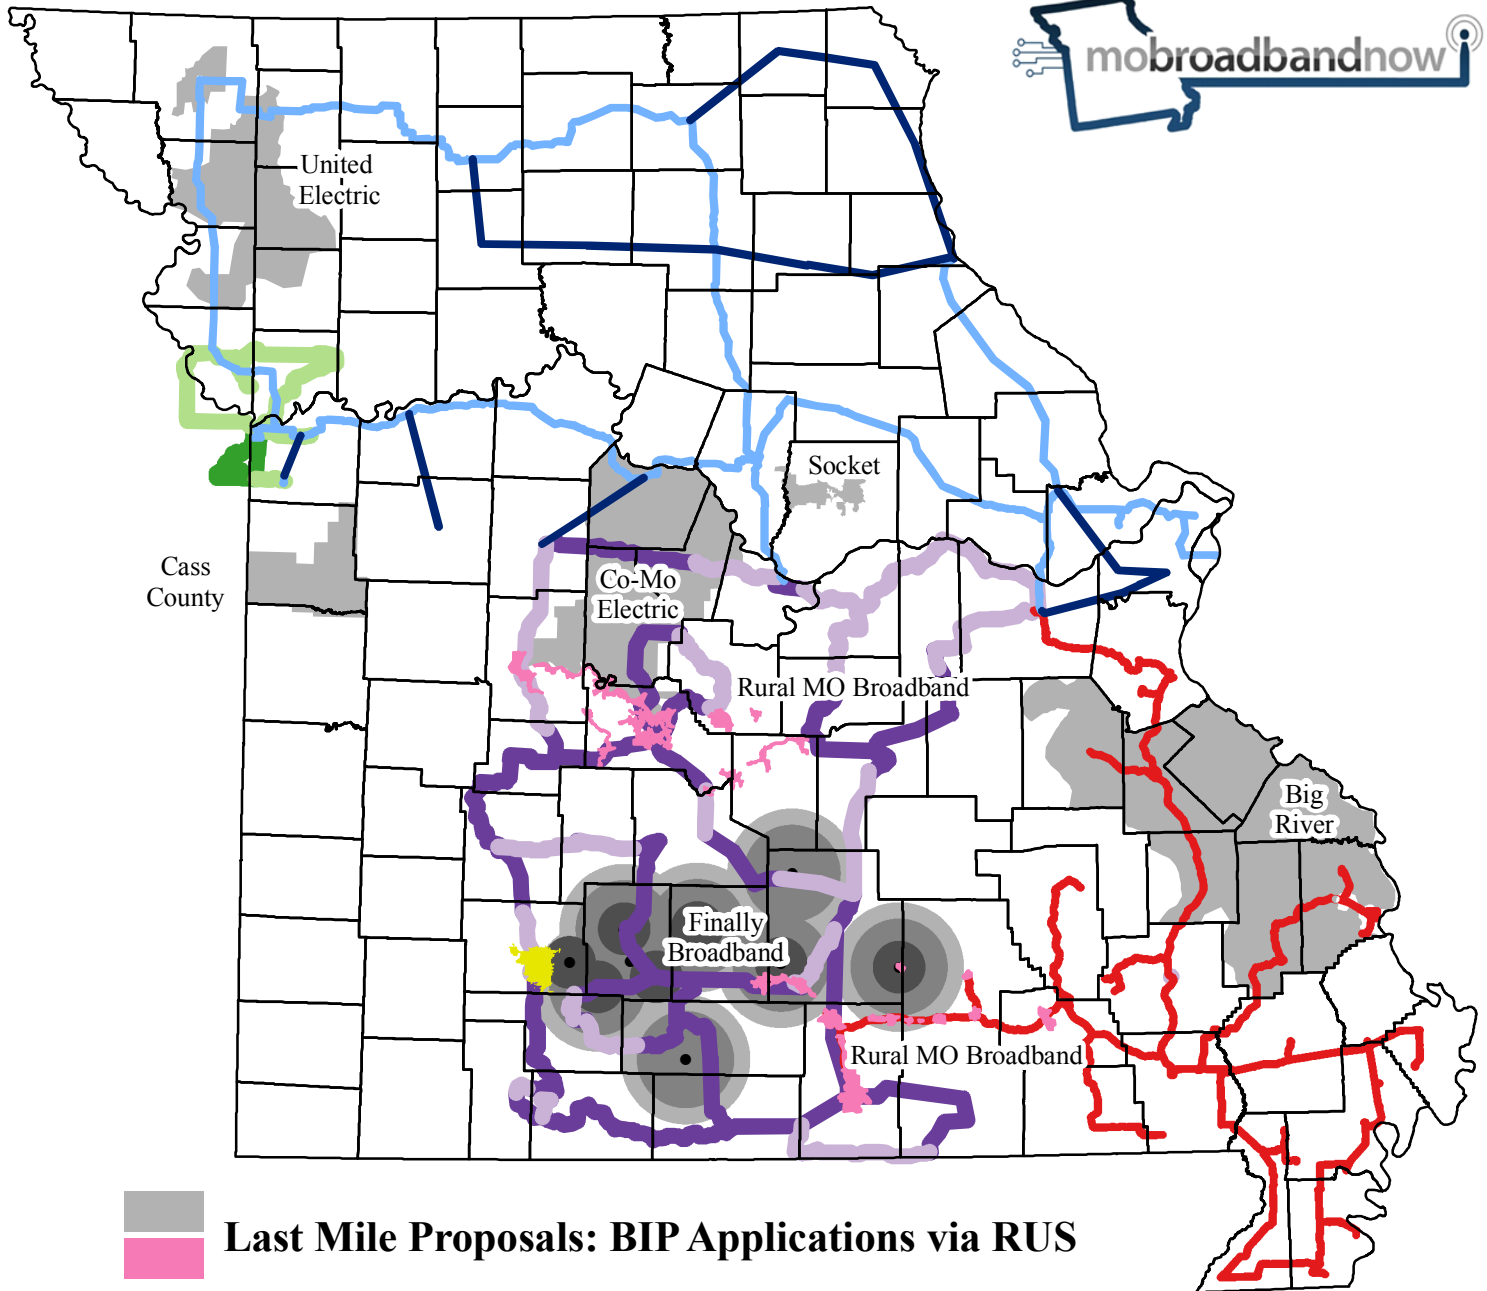 mobroadbandnow
United
Electric
Socket
Cass
County
Co-Mo
Electric
Rural MO Broadband
Big
River
Finally
Broadband
Rural MO Broadband
Last Mile Proposals: BIP Applications via RUS